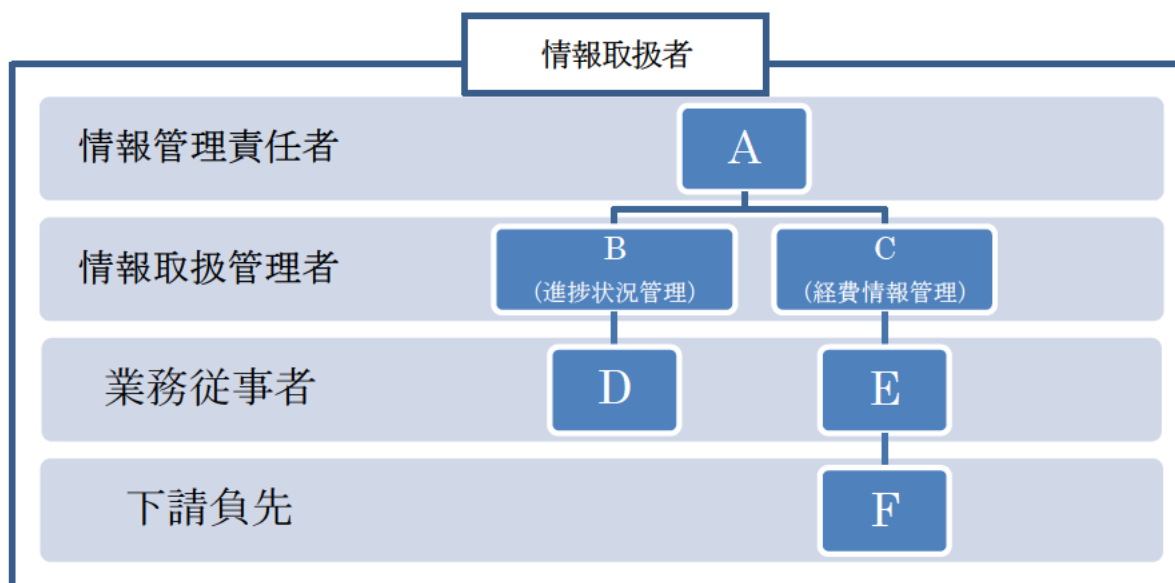 情報取扱者
情報管理責任者
A
情報取扱管理者
B
(進捗状況管理)
C
(経費情報管理)
業務従事者
D
E
下請負先
F